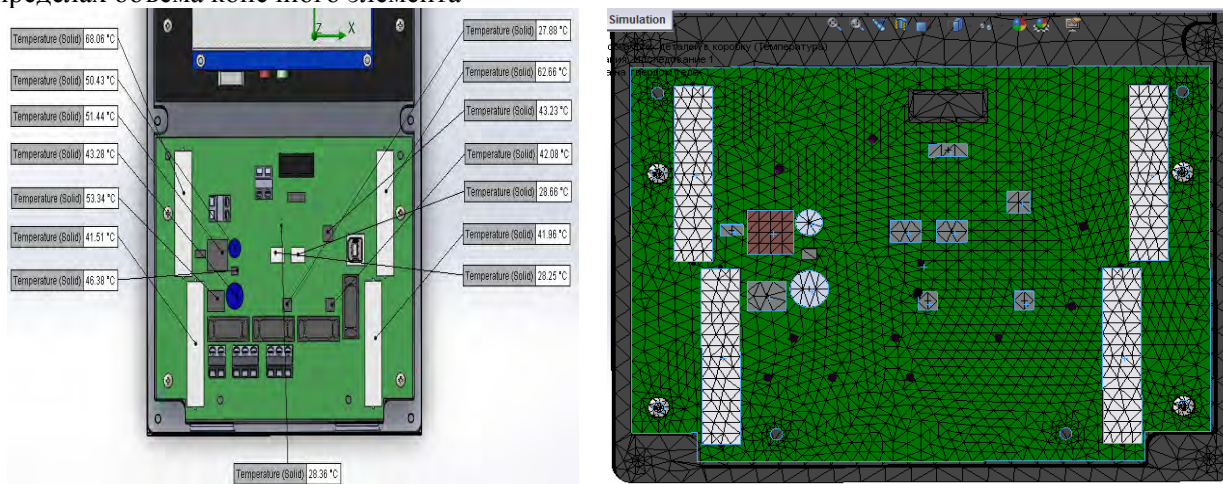 пределах объема конечного элемента
Temperature (Solid) 68.06 °C
Temperature (Solid) 50.43 °C
Temperature (Solid) 51.44 °C
Temperature (Solid) 43.28 °C
Temperature (Solid) 53.34 °C
Temperature (Solid) 41.51 °C
Temperature (Solid) 46.38 °C
Z X
Temperature (Solid) 27.88 °C
Temperature (Solid) 62.66 °C
Temperature (Solid) 43.23 °C
Temperature (Solid) 42.08 °C
Temperature (Solid) 28.66 °C
Temperature (Solid) 41.96 °C
Temperature (Solid) 28.25 °C
Temperature (Solid) 28.36 °C
Simulation
деталей в коробку (Температура)